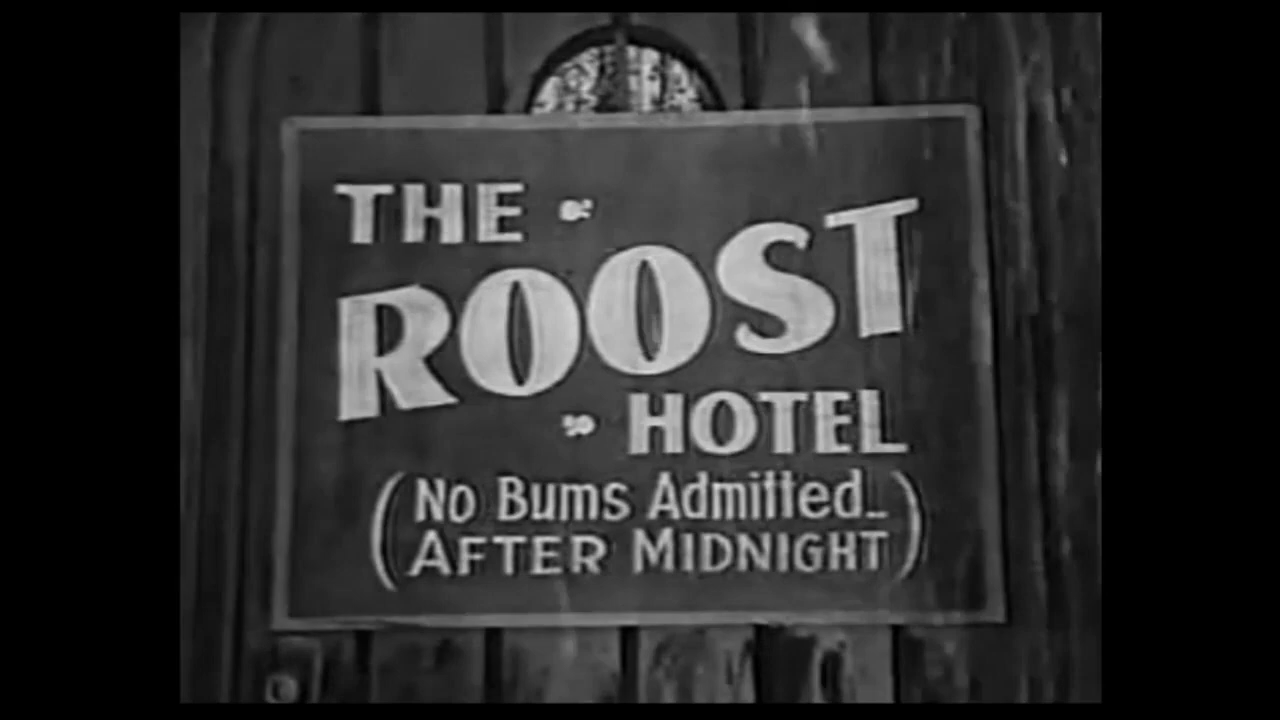 THE
ROOST
HOTEL
(No Bums Admitted..
AFTER MIDNIGHT)